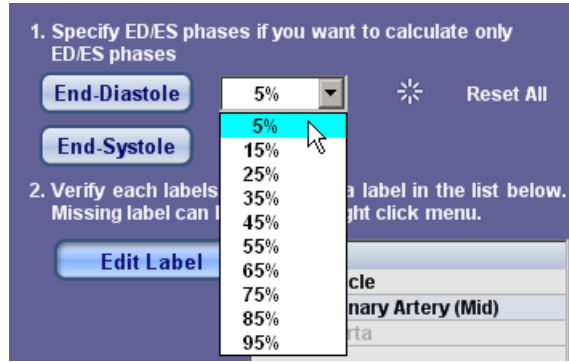 1. Specify ED/ES phases if you want to calculate only
ED/ES phases
End-Diastole 5% Reset All
End-Systole
5%
15%
25%
35%
45%
55%
65%
75%
85%
95%
2. Verify each labels a label in the list below.
Missing label can ght click menu.
Edit Label
cle
nary Artery (Mid)
rta